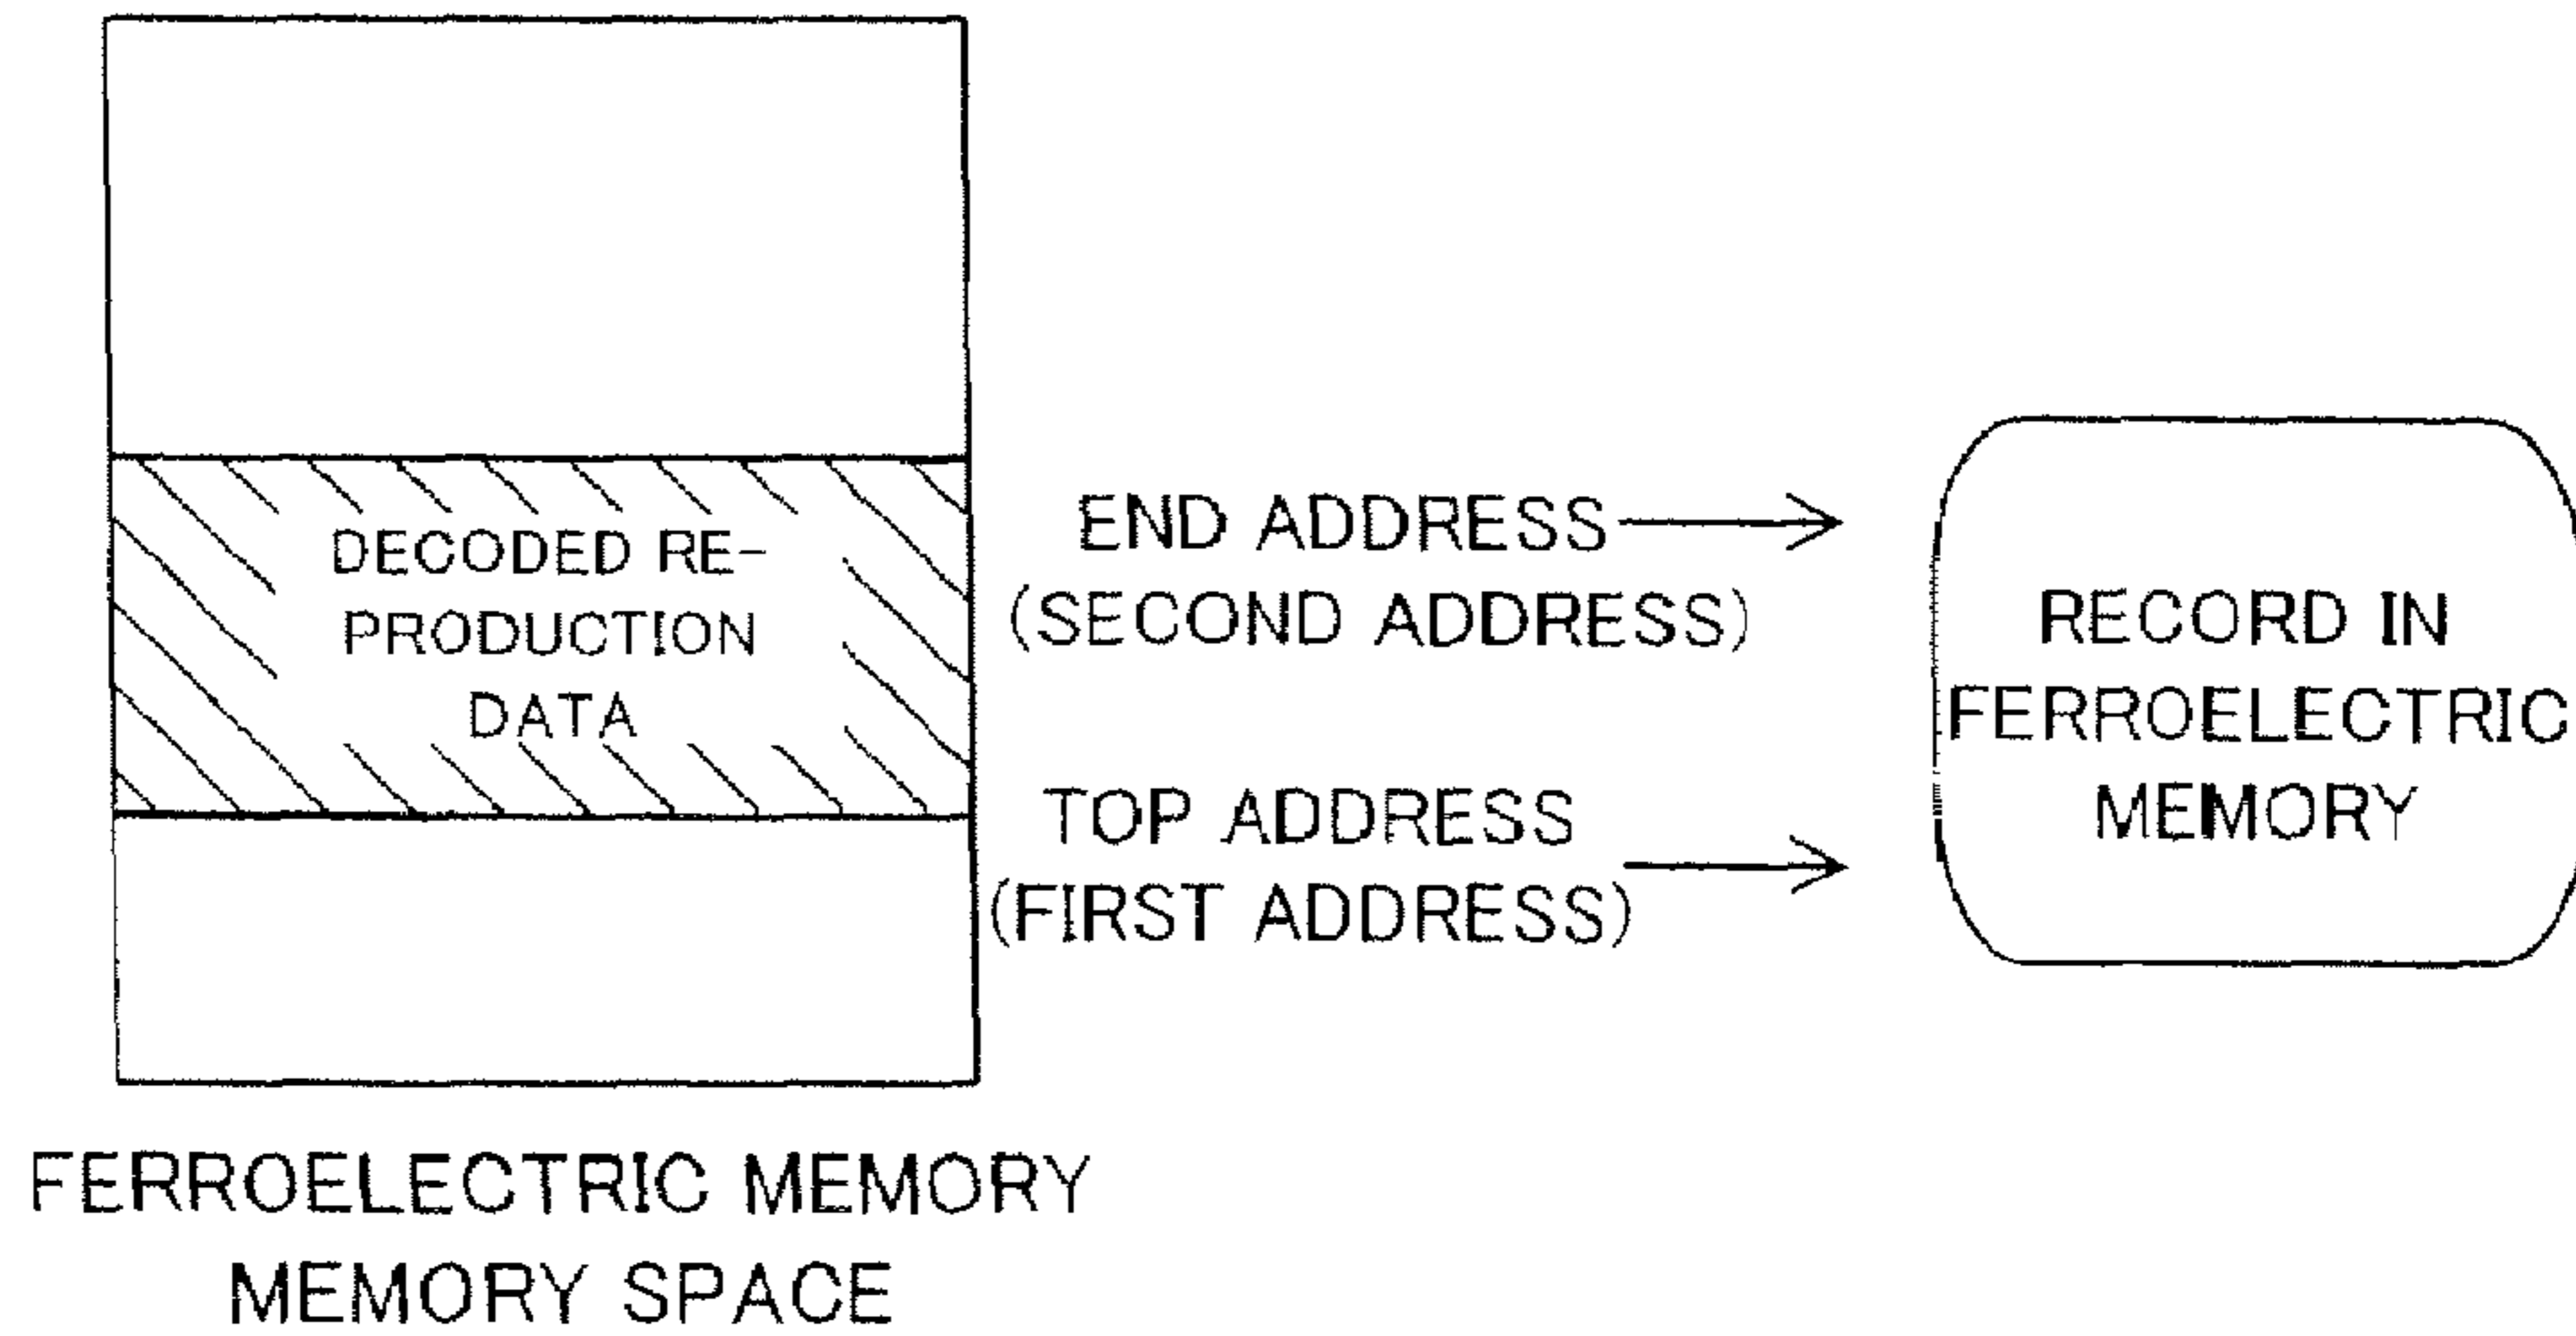 DECODED RE-
PRODUCTION
DATA
END ADDRESS
(SECOND ADDRESS)
TOP ADDRESS
(FIRST ADDRESS)
RECORD IN
FERROELECTRIC
MEMORY
FERROELECTRIC MEMORY
MEMORY SPACE